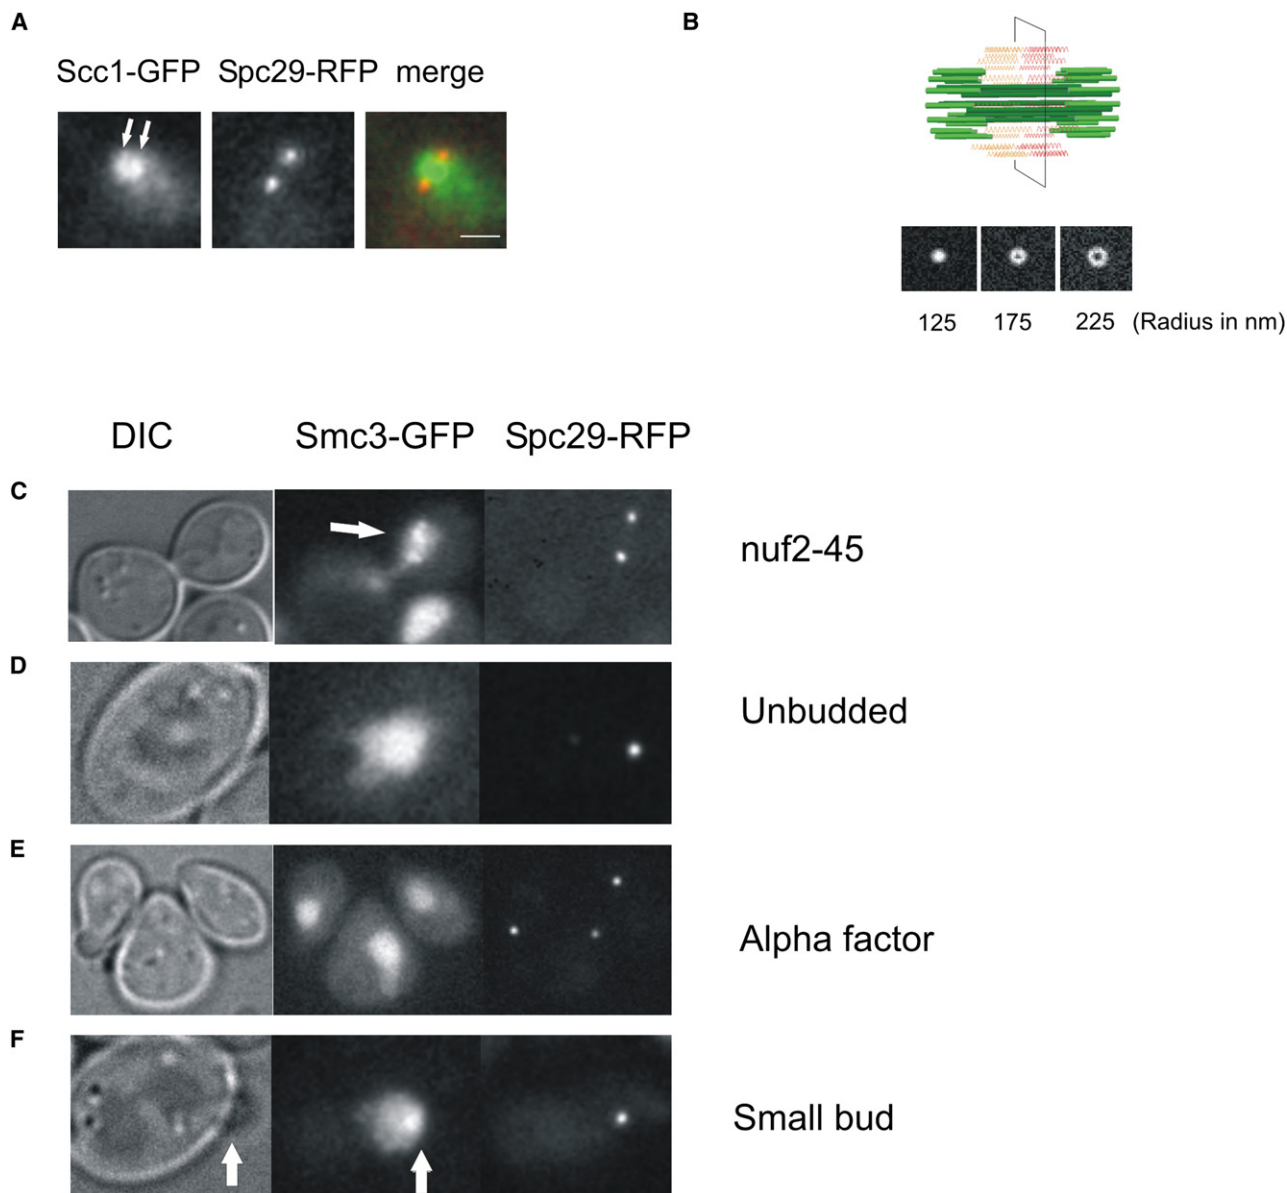 A
B
Scc1-GFP Spc29-RFP merge
125 175 225 (Radius in nm)
DIC Smc3-GFP Spc29-RFP
C
nuf2-45
D
Unbudded
E
Alpha factor
F
Small bud